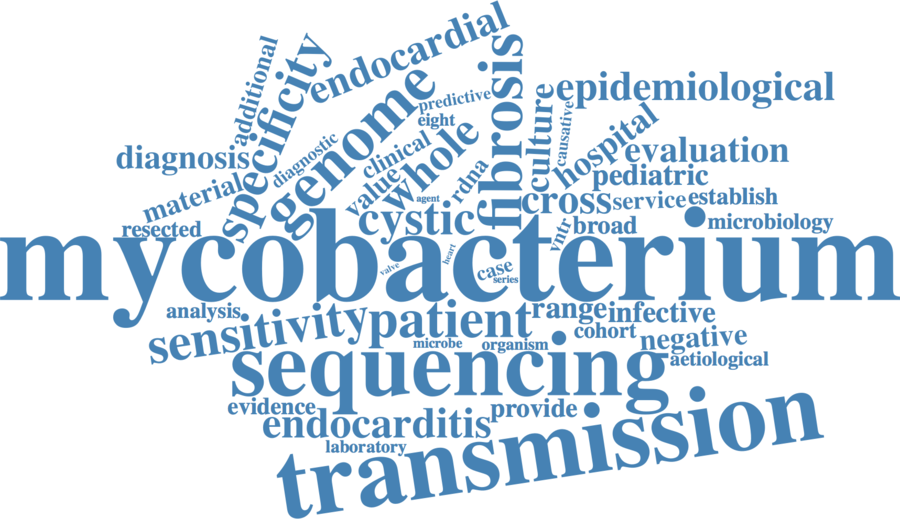 endocardial
additional
specificity
genome
predictive
eight
fibrosis
epidemiological
culture
causative
hospital
diagnosis
diagnostic
clinical
whole
value
rdna
evaluation
pediatric
material
agent
cross
service
establish
resected
cystic
vntr
broad
microbiology
mycobacterium
heart
valve
case
series
analysis
sensitivity
patient
range
infective
cohort
negative
microbe
organism
aetiological
sequencing
evidence
provide
endocarditis
laboratory
transmission